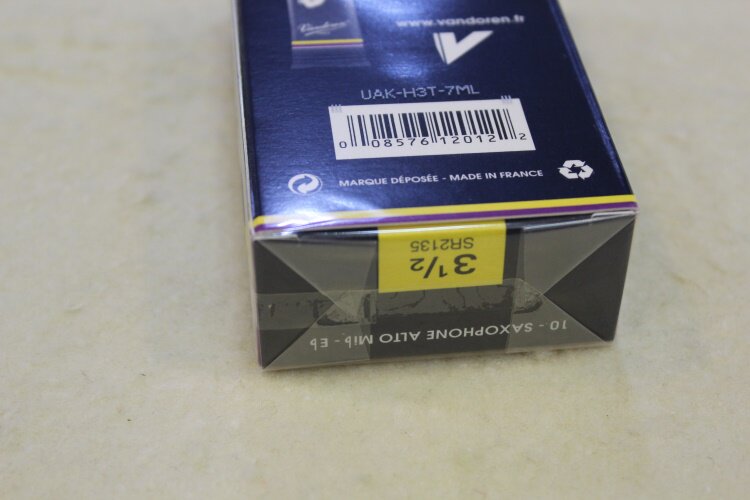 Vandoren
www.vandoren.fr
V
UAK-H3T-7ML
0 08576 12012 2
MARQUE DÉPOSÉE - MADE IN FRANCE
3 1/2
SR2135
10 - SAXOPHONE ALTO Mib - Eb